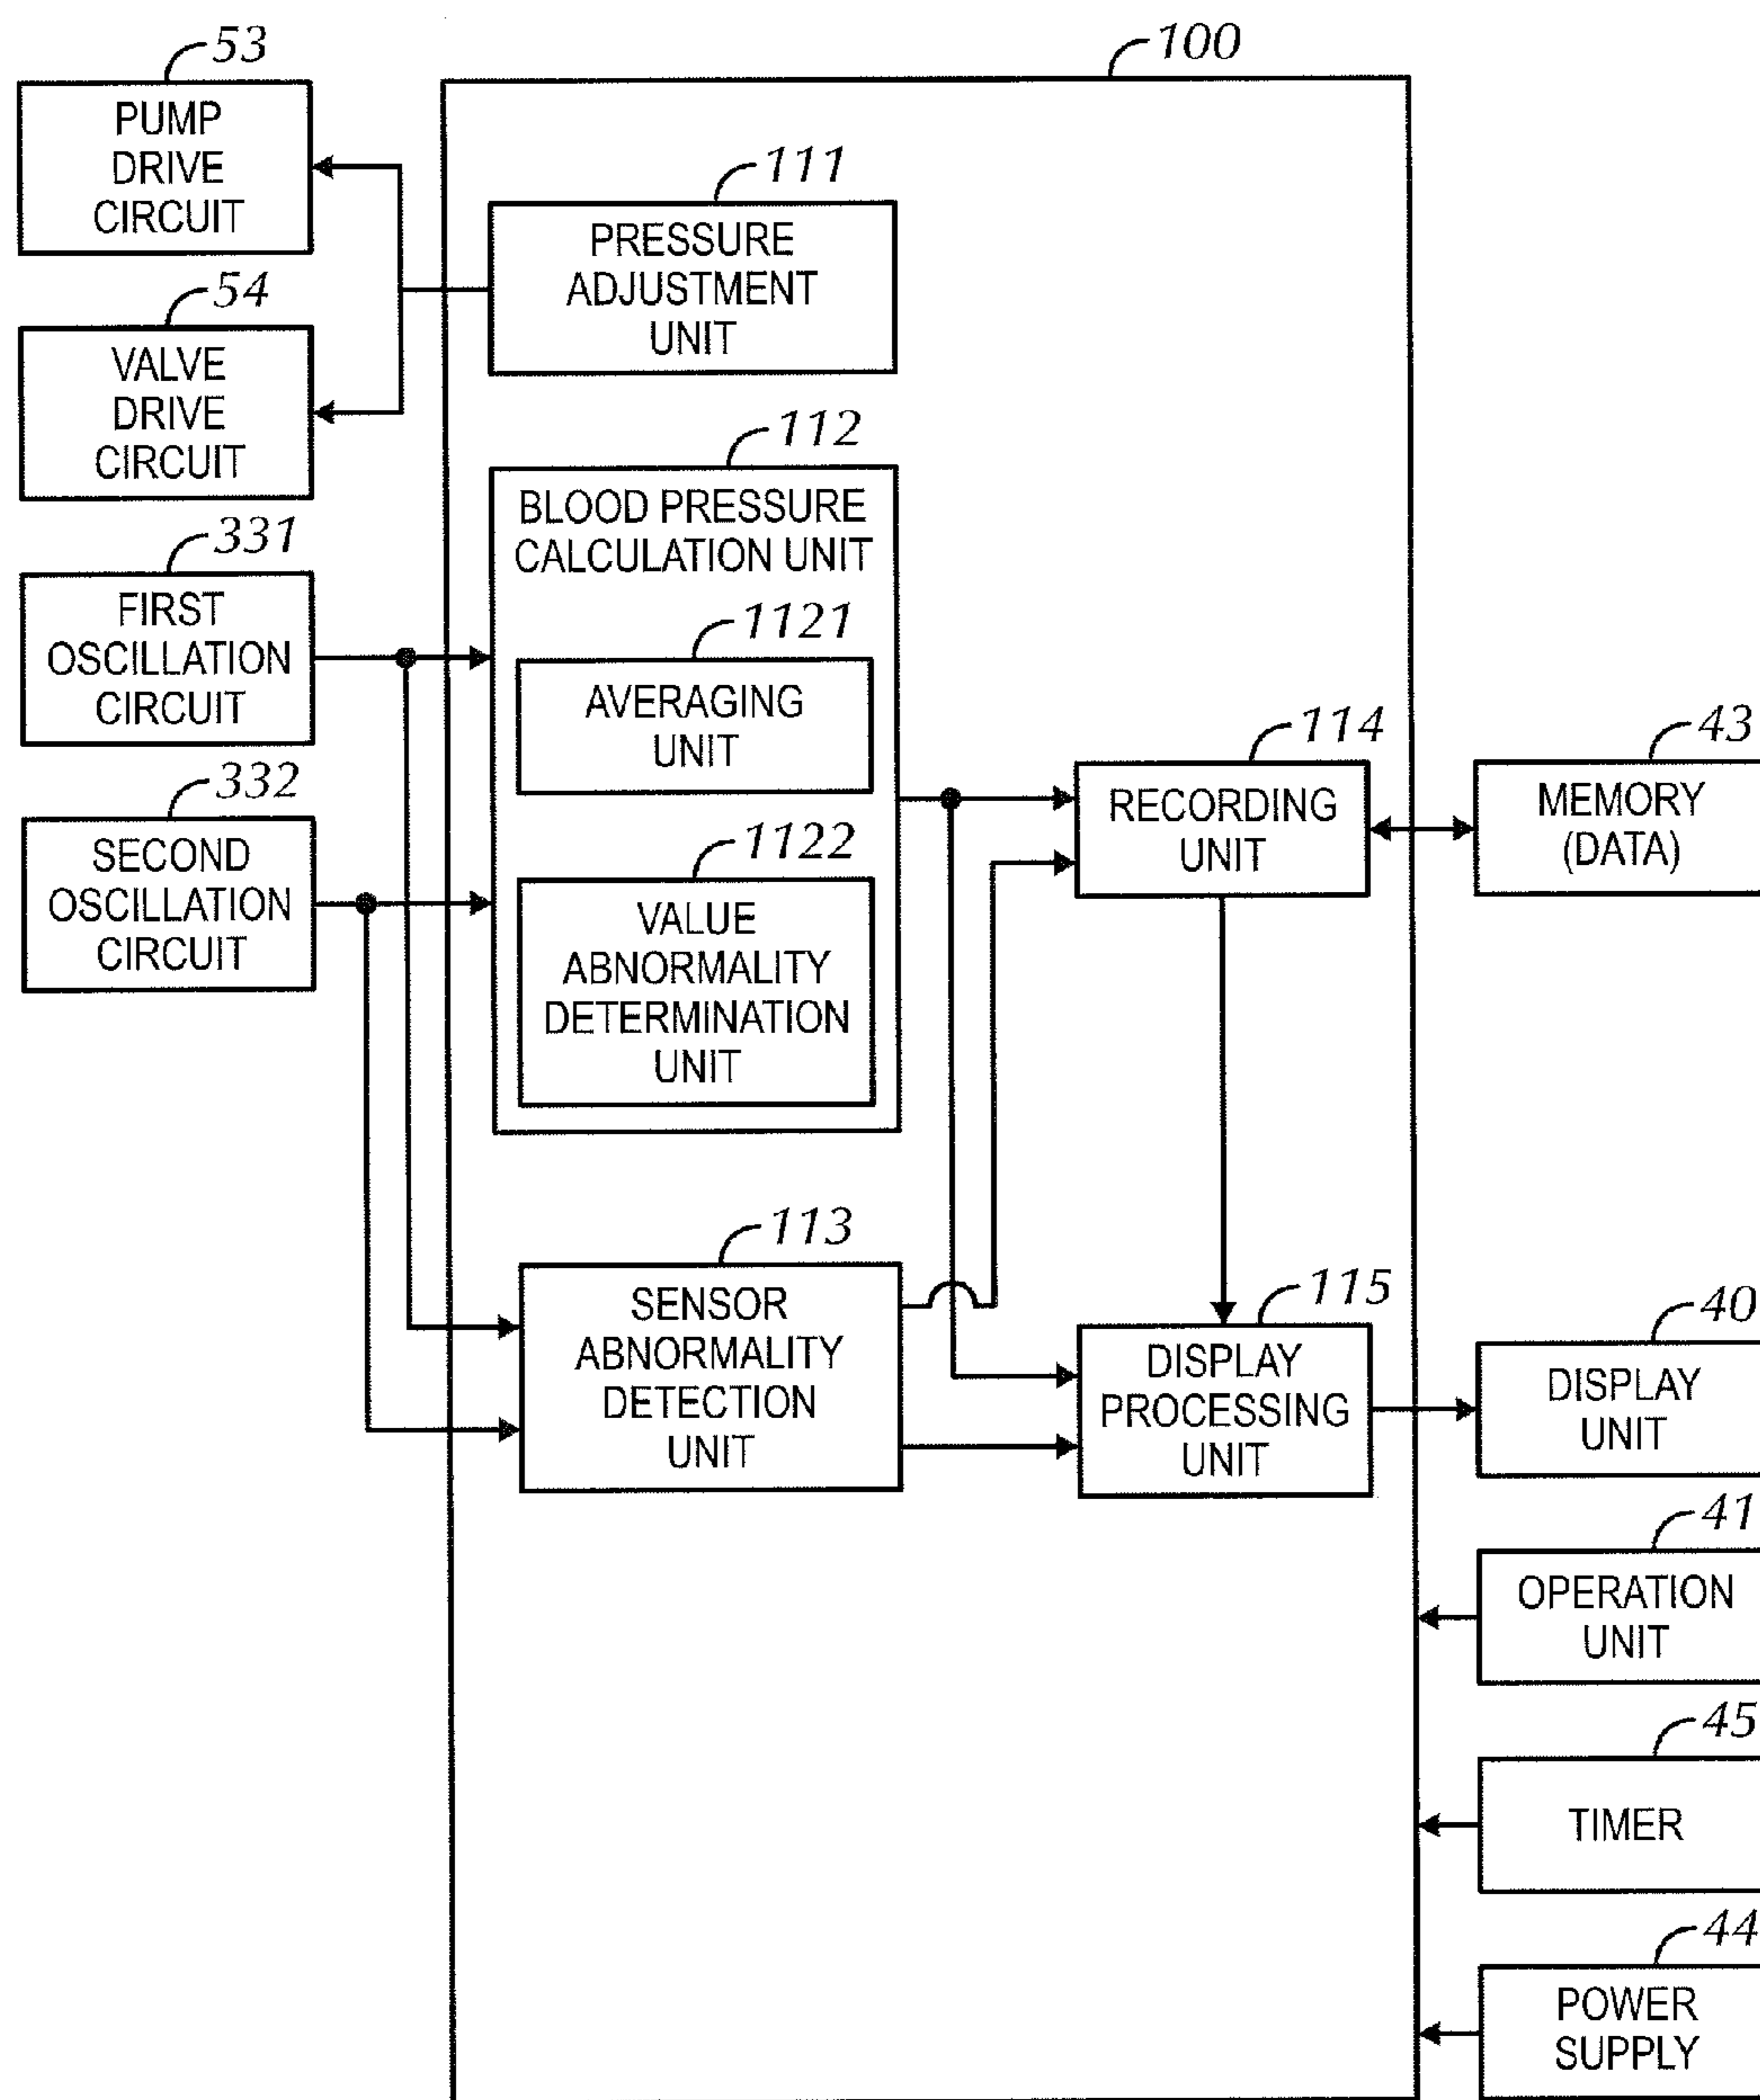 53
100
PUMP
DRIVE
CIRCUIT
111
PRESSURE
ADJUSTMENT
UNIT
54
VALVE
DRIVE
CIRCUIT
112
BLOOD PRESSURE
CALCULATION UNIT
331
FIRST
OSCILLATION
CIRCUIT
1121
AVERAGING
UNIT
332
SECOND
OSCILLATION
CIRCUIT
1122
VALUE
ABNORMALITY
DETERMINATION
UNIT
114
RECORDING
UNIT
43
MEMORY
(DATA)
113
SENSOR
ABNORMALITY
DETECTION
UNIT
115
DISPLAY
PROCESSING
UNIT
40
DISPLAY
UNIT
41
OPERATION
UNIT
45
TIMER
44
POWER
SUPPLY